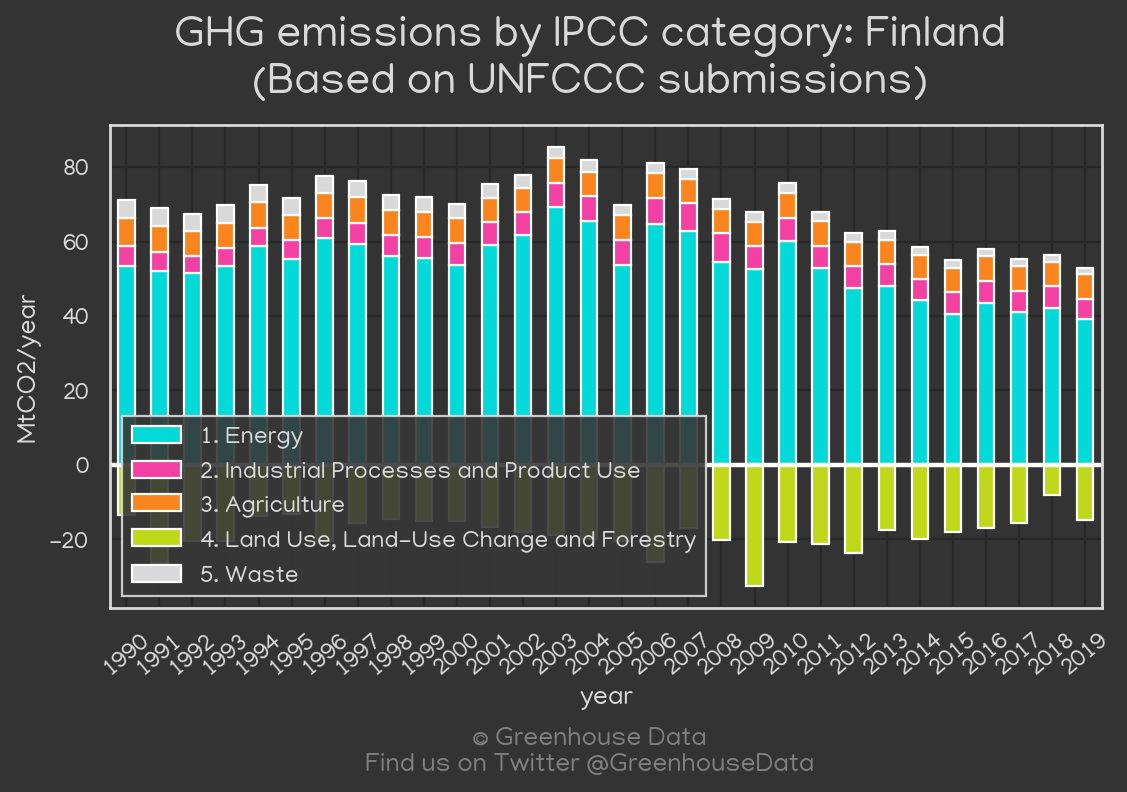 GHG emissions by IPCC category: Finland
(Based on UNFCCC submissions)
MtCO2/year
80
60
40
20
0
−20
1. Energy
2. Industrial Processes and Product Use
3. Agriculture
4. Land Use, Land-Use Change and Forestry
5. Waste
1990 1991 1992 1993 1994 1995 1996 1997 1998 1999 2000 2001 2002 2003 2004 2005 2006 2007 2008 2009 2010 2011 2012 2013 2014 2015 2016 2017 2018 2019
year
© Greenhouse Data
Find us on Twitter @GreenhouseData